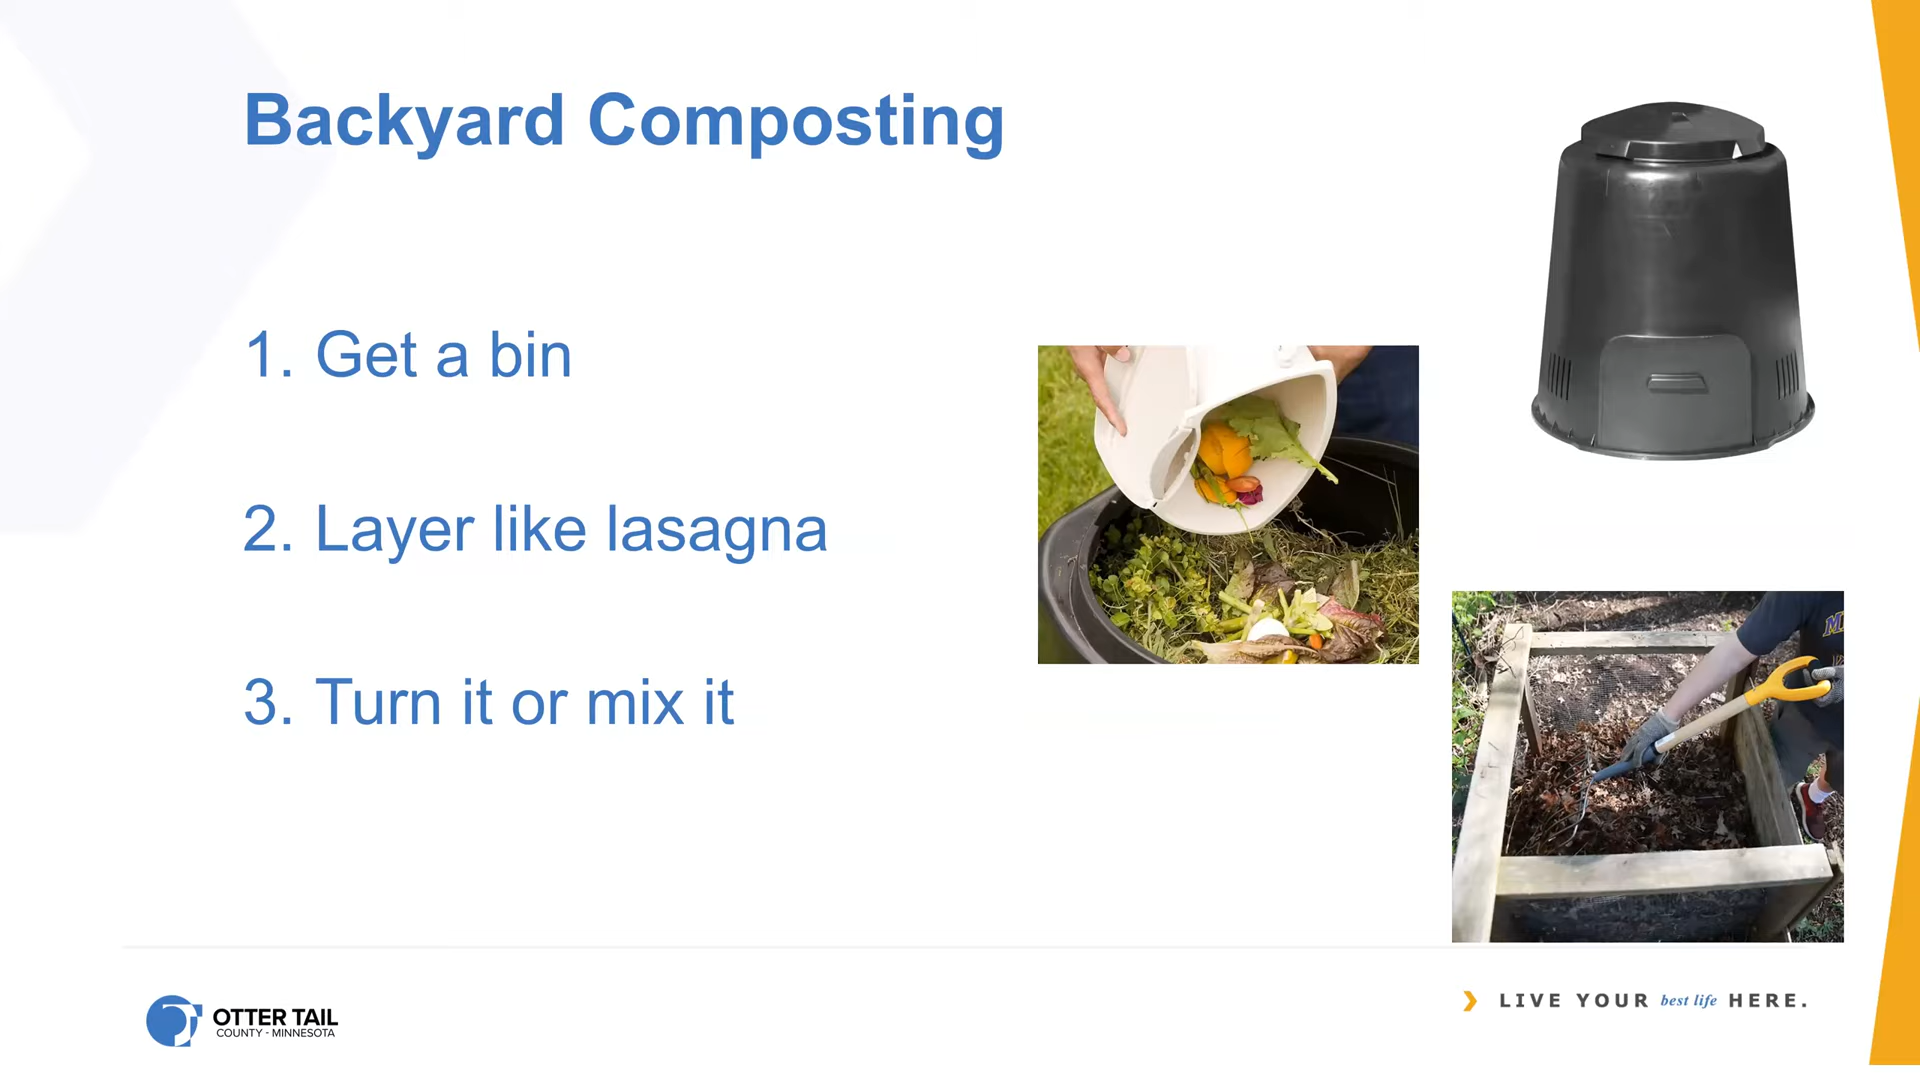 Backyard Composting
1. Get a bin
2. Layer like lasagna
3. Turn it or mix it
OTTER TAIL
COUNTY - MINNESOTA
LIVE YOUR best life HERE.